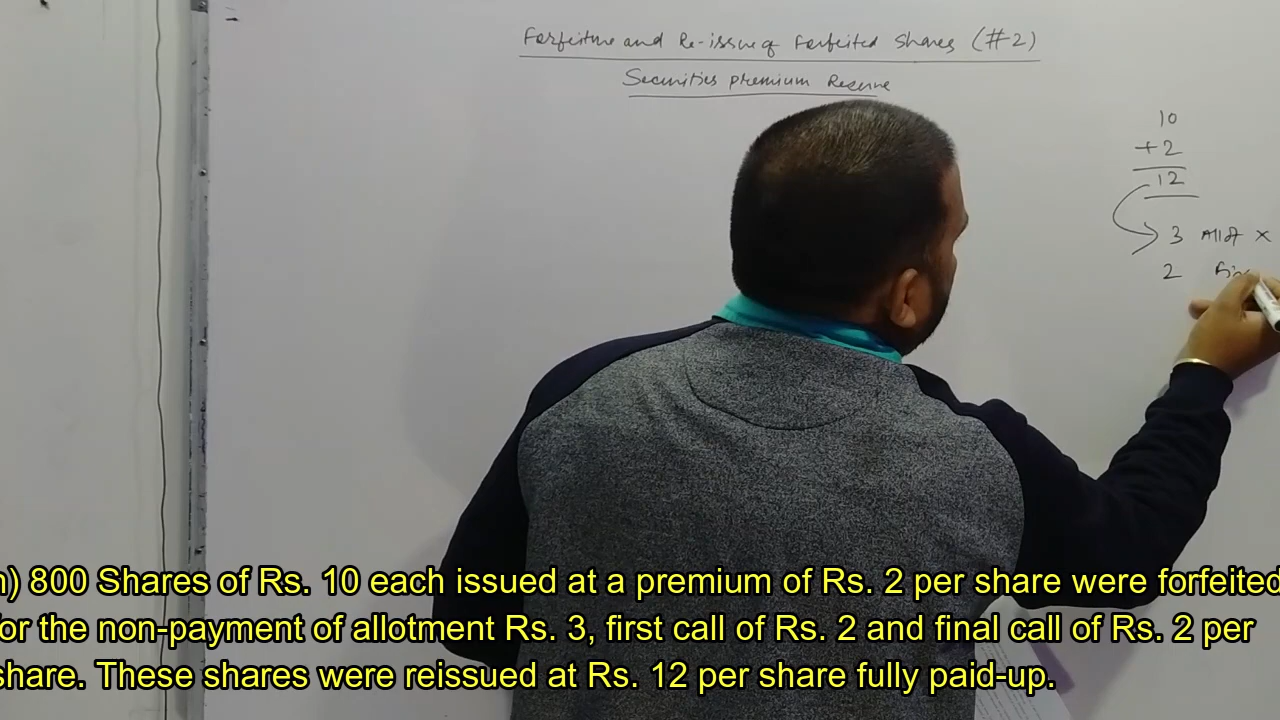 Forfeiture and Re-issue of Forfeited Shares (#2)
Securities premium Reserve
10
+2
12
3 Allot ×
2
) 800 Shares of Rs. 10 each issued at a premium of Rs. 2 per share were forfeited
or the non-payment of allotment Rs. 3, first call of Rs. 2 and final call of Rs. 2 per
share. These shares were reissued at Rs. 12 per share fully paid-up.